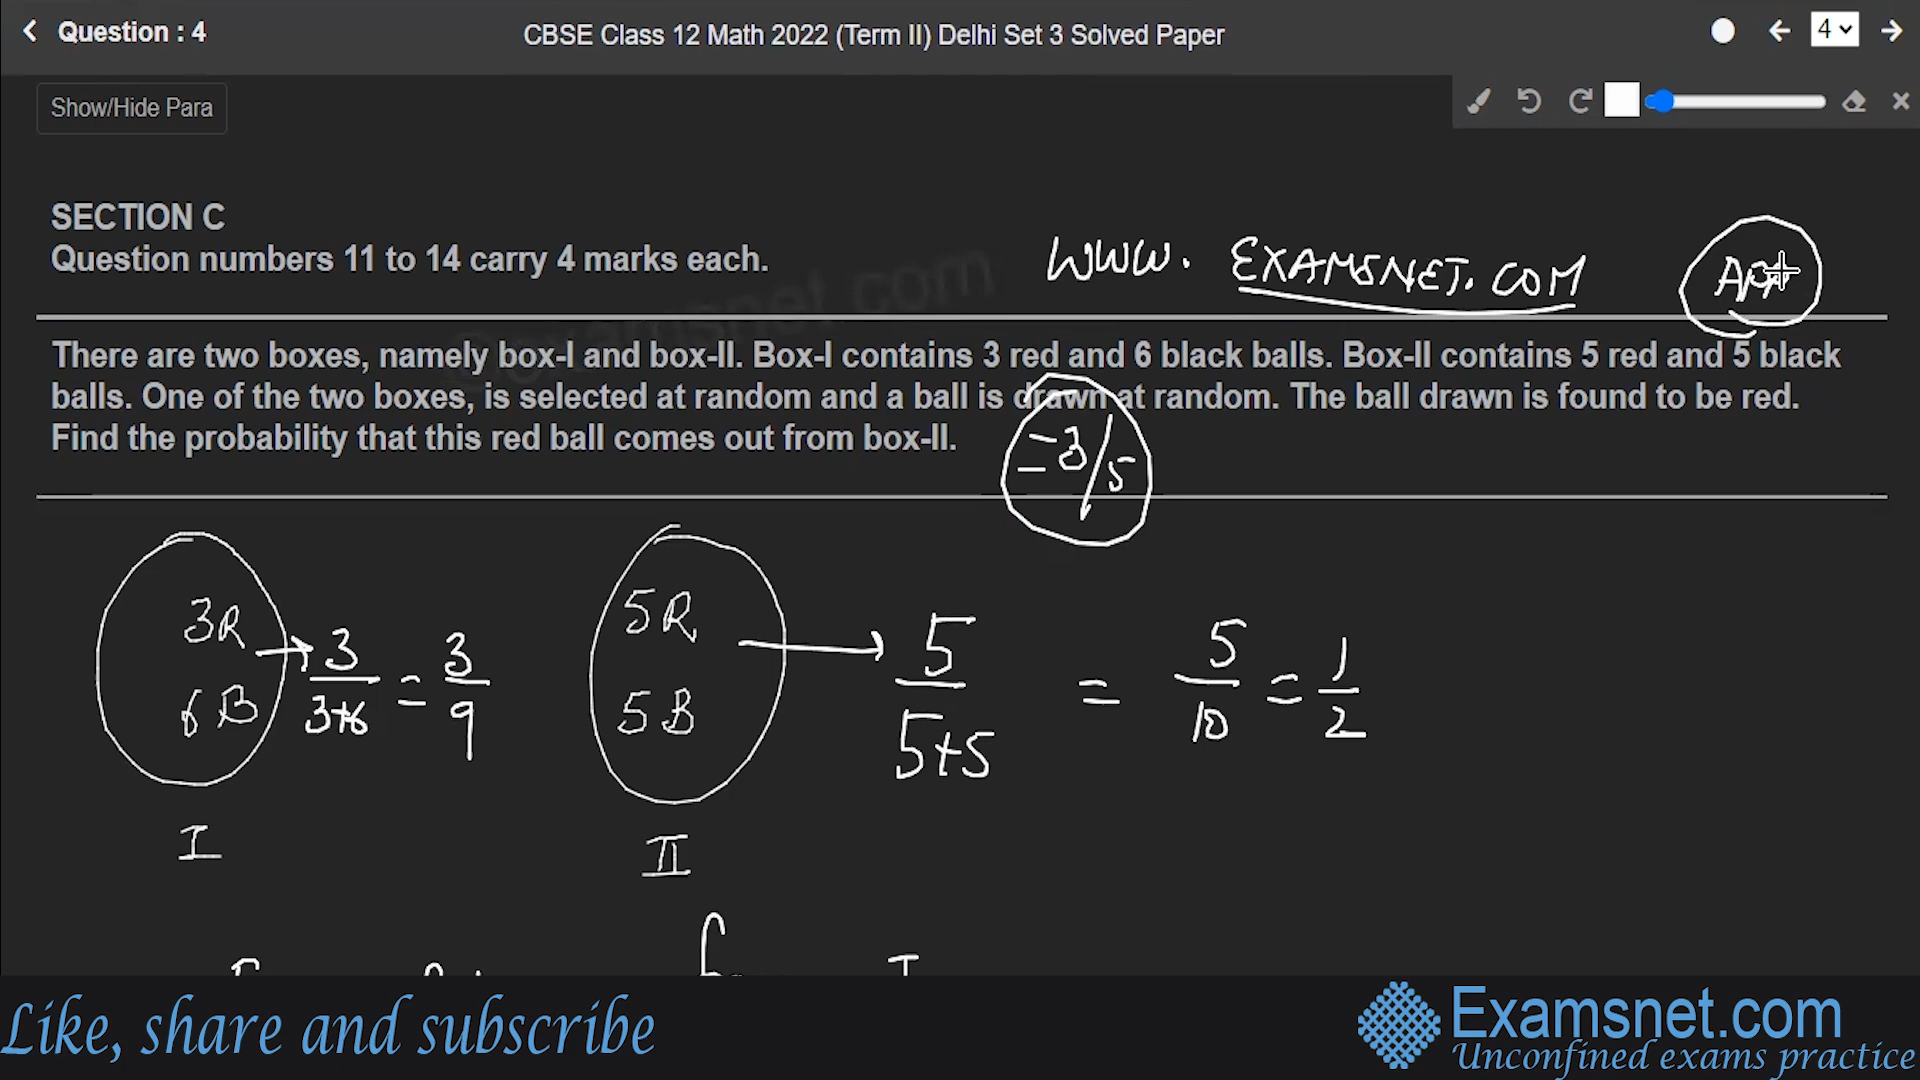 Question : 4
CBSE Class 12 Math 2022 (Term II) Delhi Set 3 Solved Paper
4
Show/Hide Para
SECTION C
Question numbers 11 to 14 carry 4 marks each.
WWW. EXAMSNET.COM
App
©examsnet.com
There are two boxes, namely box-I and box-II. Box-I contains 3 red and 6 black balls. Box-II contains 5 red and 5 black
balls. One of the two boxes, is selected at random and a ball is drawn at random. The ball drawn is found to be red.
Find the probability that this red ball comes out from box-II.
= 3/5
3R → 3/3+6 = 3/9
6B
I
5R → 5/5+5 = 5/10 = 1/2
5B
II
Like, share and subscribe
Examsnet.com
Unconfined exams practice